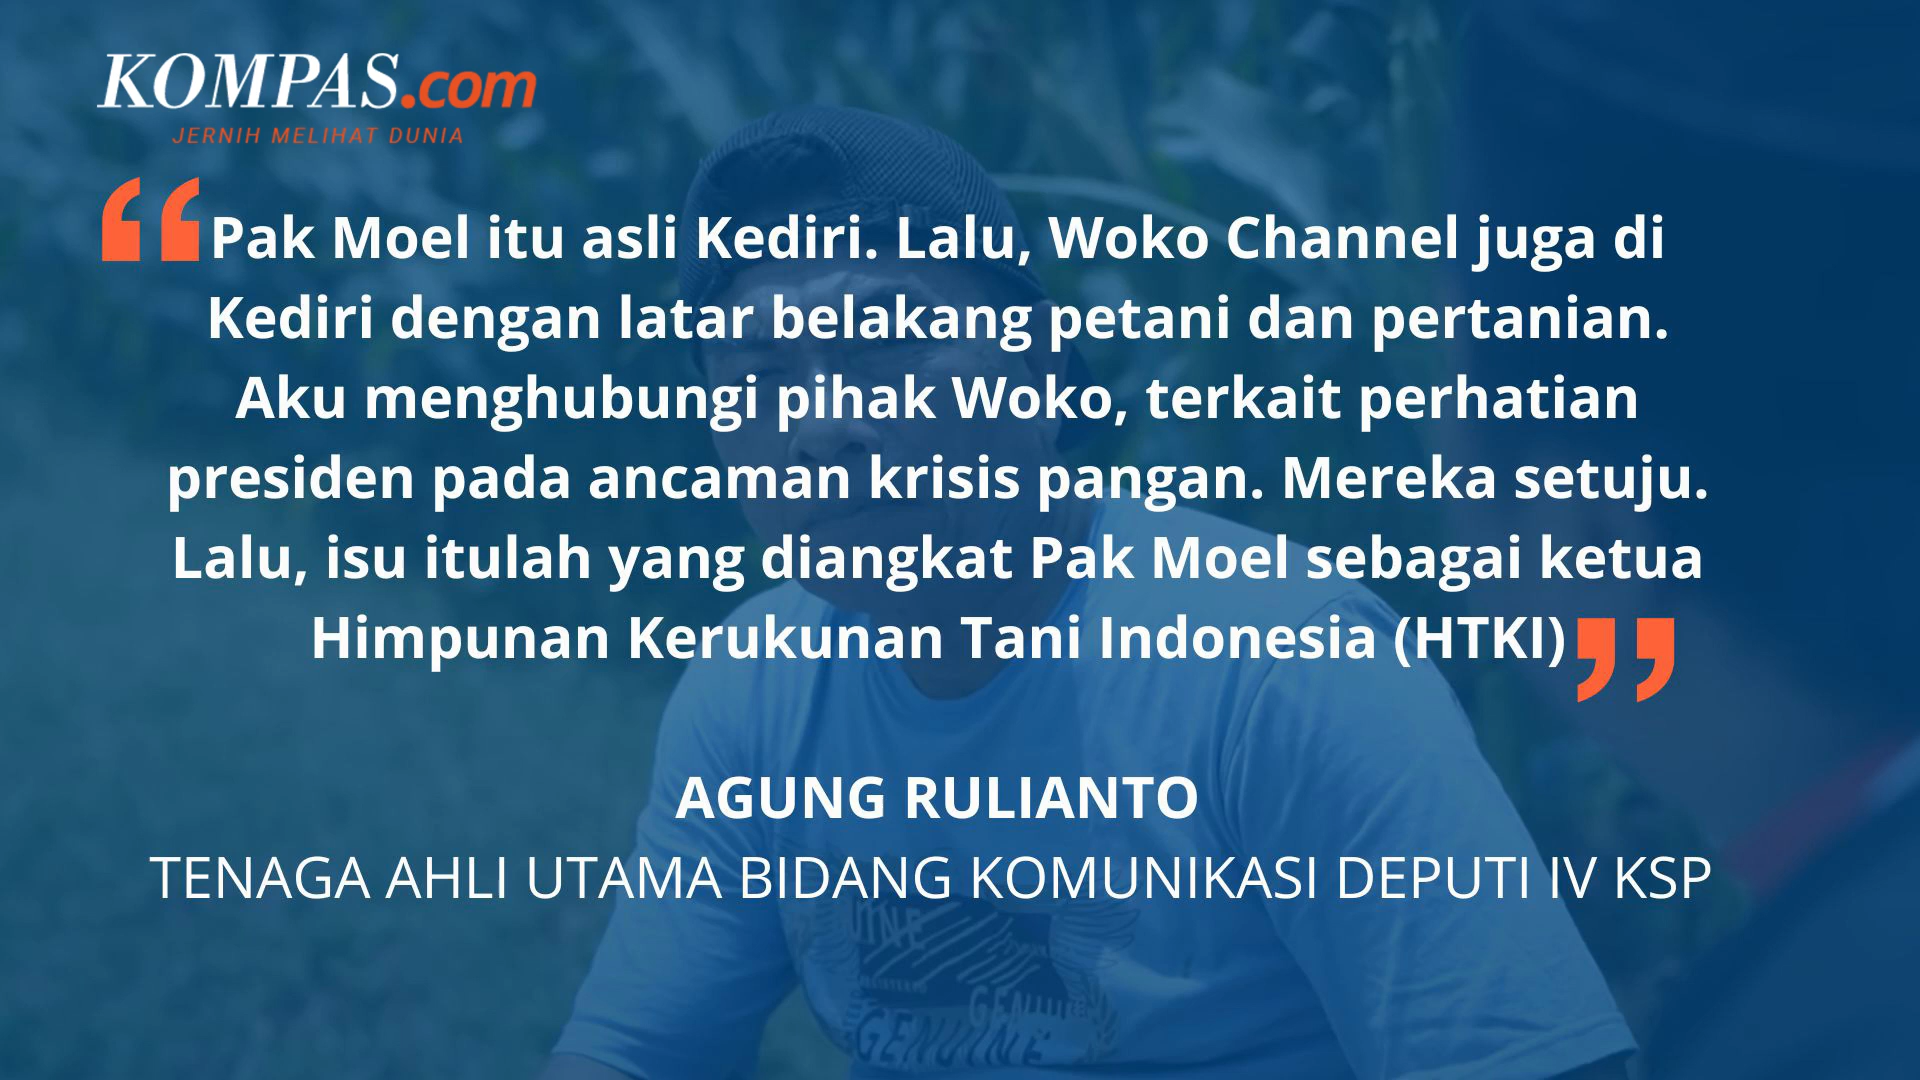 KOMPAS.com
JERNIH MELIHAT DUNIA
“Pak Moel itu asli Kediri. Lalu, Woko Channel juga di
Kediri dengan latar belakang petani dan pertanian.
Aku menghubungi pihak Woko, terkait perhatian
presiden pada ancaman krisis pangan. Mereka setuju.
Lalu, isu itulah yang diangkat Pak Moel sebagai ketua
Himpunan Kerukunan Tani Indonesia (HTKI)”
AGUNG RULIANTO
TENAGA AHLI UTAMA BIDANG KOMUNIKASI DEPUTI IV KSP
GENUINE
GENUINE